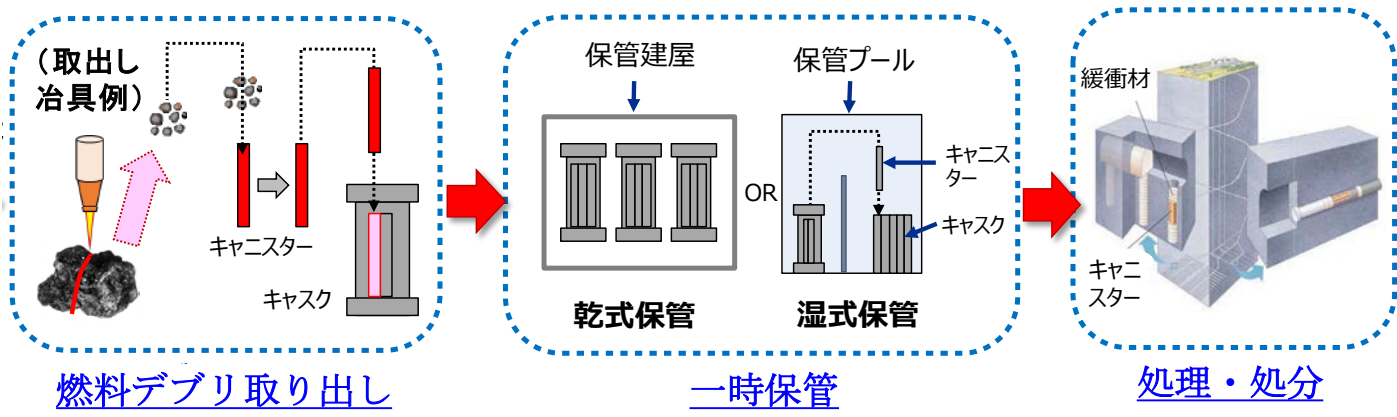 (取出し
冶具例)
キャニスター
キャスク
燃料デブリ取り出し
保管建屋
乾式保管
OR
保管プール
キャニス
ター
キャスク
湿式保管
一時保管
緩衝材
キャニ
スター
処理・処分